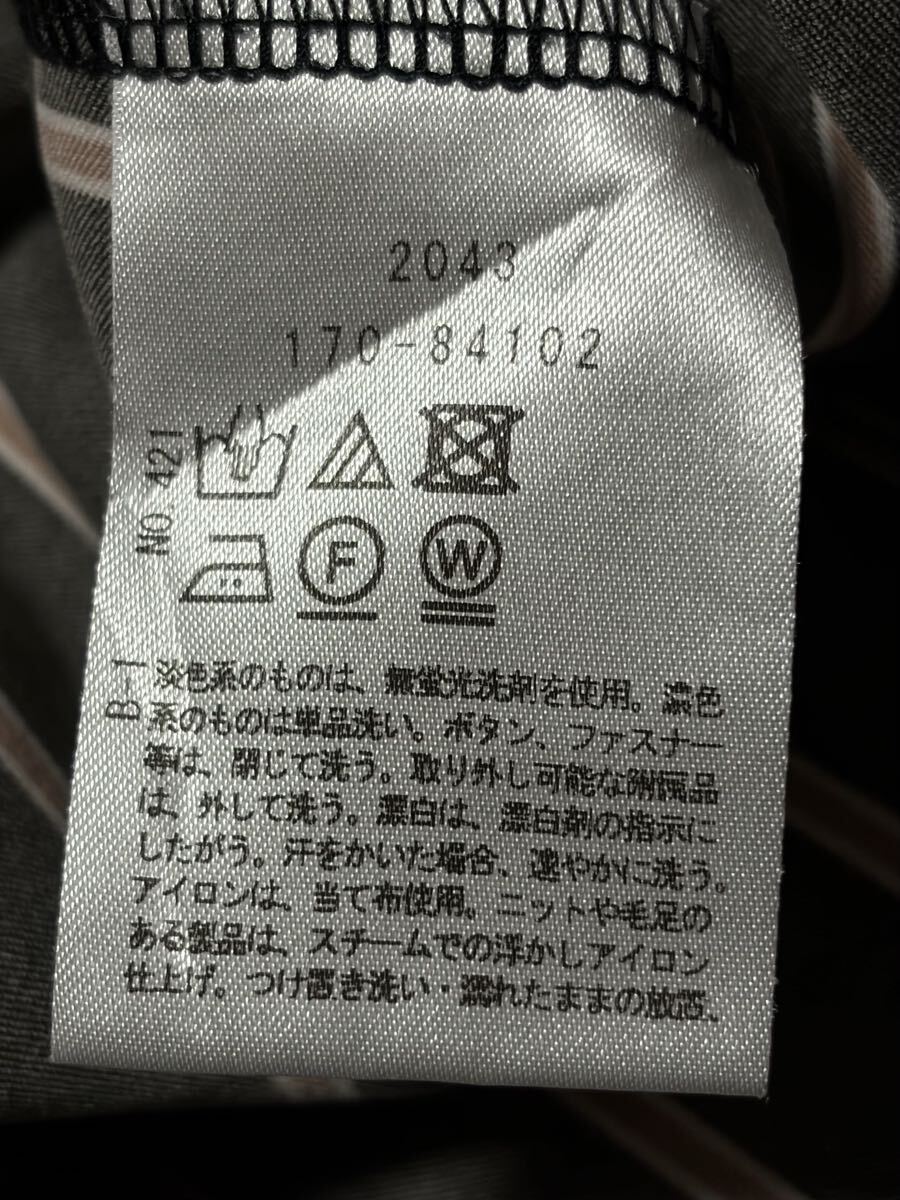 2043
170-84102
NO 421
F
W
B-1
淡色系のものは、無蛍光洗剤を使用。濃色
系のものは単品洗い。ボタン、ファスナー
等は、閉じて洗う。取り外し可能な附属品
は、外して洗う。漂白は、漂白剤の指示に
したがう。汗をかいた場合、速やかに洗う。
アイロンは、当て布使用。ニットや毛足の
ある製品は、スチームでの浮かしアイロン
仕上げ。つけ置き洗い・濡れたままの放置、